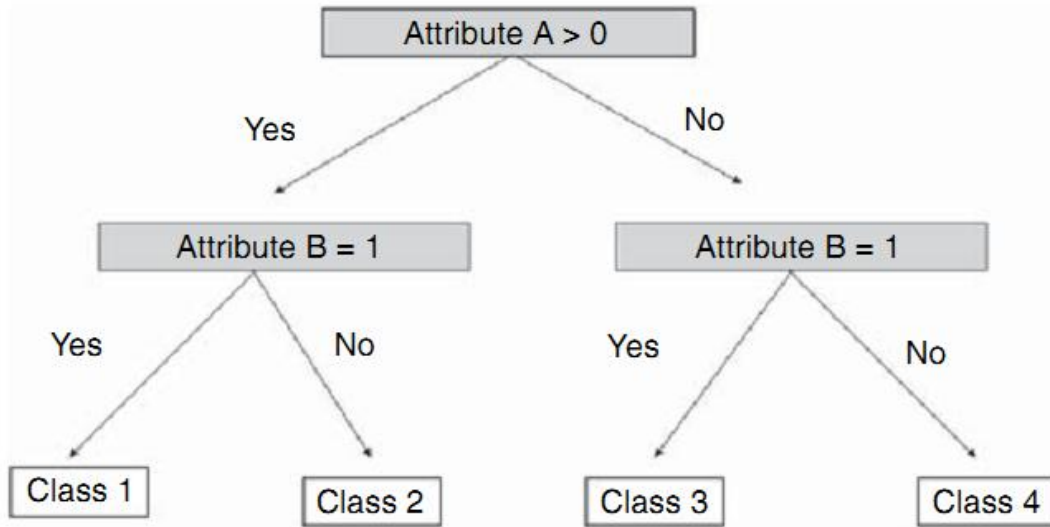 Attribute A > 0
Yes
No
Attribute B = 1
Attribute B = 1
Yes
No
Yes
No
Class 1
Class 2
Class 3
Class 4